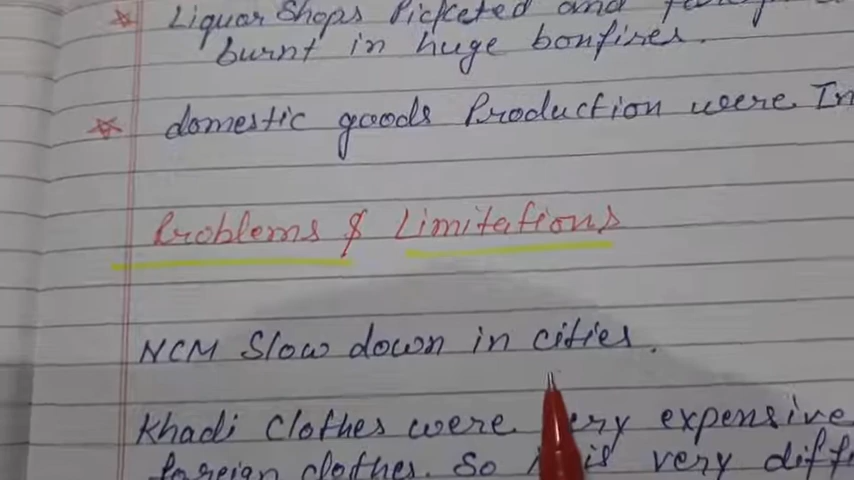 Liquor Shops Picketed and
burnt in huge bonfires.
domestic goods Production were In
Problems & Limitations
NCM Slow down in cities.
Khadi Clothes were very expensive
foreign clothes. So is very diff